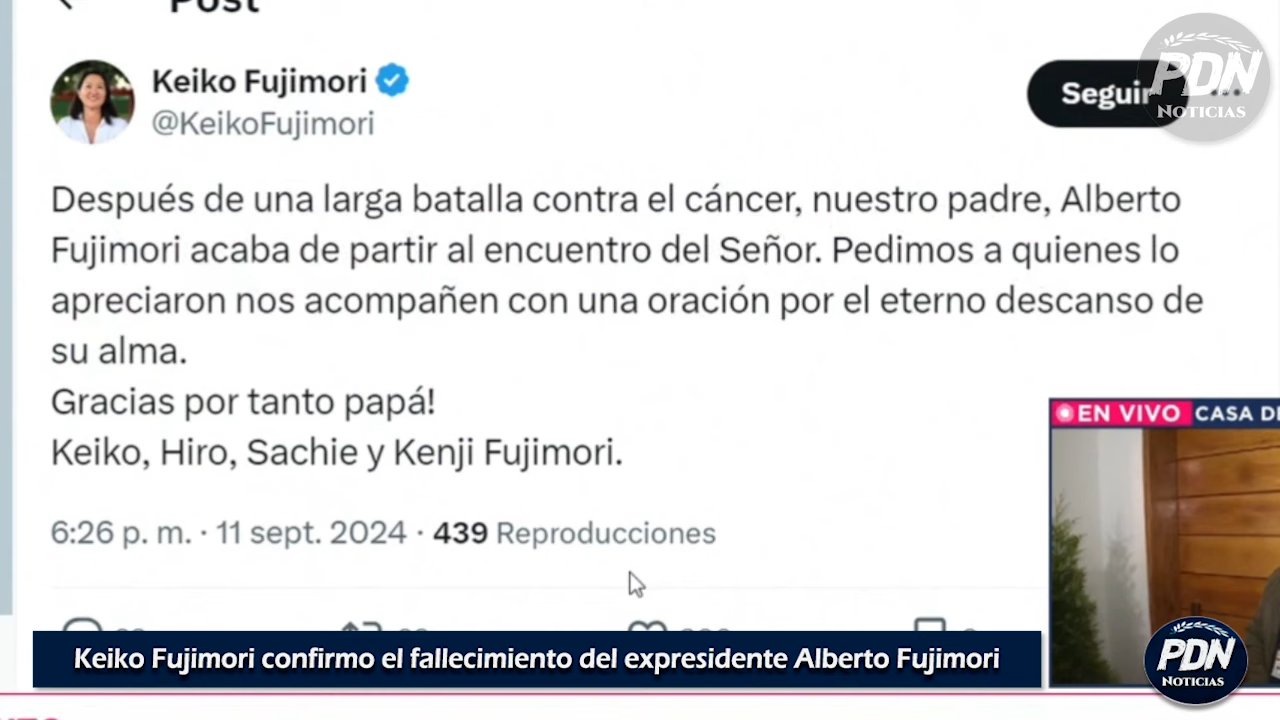 Post
Keiko Fujimori
@KeikoFujimori
Seguir
PDN
NOTICIAS
Después de una larga batalla contra el cáncer, nuestro padre, Alberto
Fujimori acaba de partir al encuentro del Señor. Pedimos a quienes lo
apreciaron nos acompañen con una oración por el eterno descanso de
su alma.
Gracias por tanto papá!
Keiko, Hiro, Sachie y Kenji Fujimori.
EN VIVO CASA
6:26 p. m. · 11 sept. 2024 · 439 Reproducciones
Keiko Fujimori confirmo el fallecimiento del expresidente Alberto Fujimori
PDN
NOTICIAS